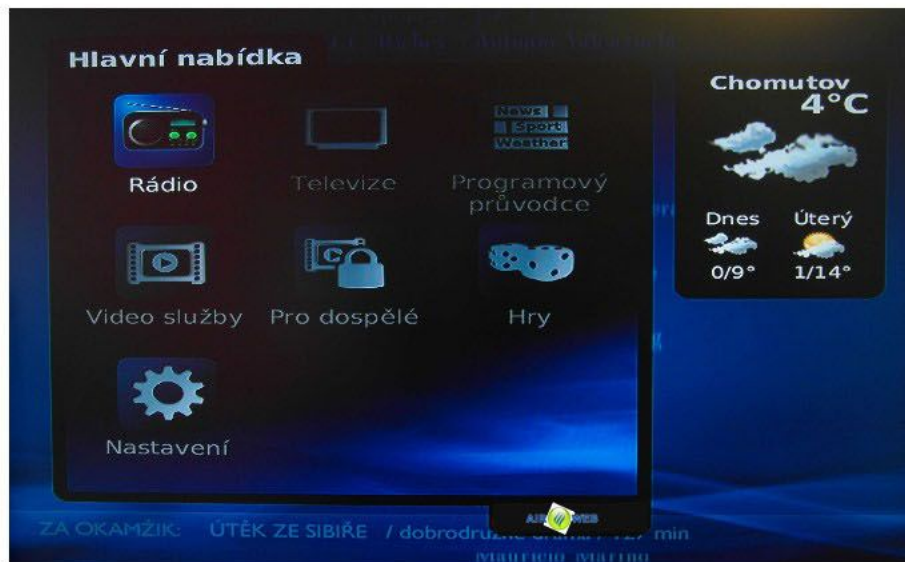 Hlavní nabídka
Rádio
Televize
Programový
průvodce
News
Sport
Weather
Video služby
Pro dospělé
Hry
Nastavení
Chomutov
4°C
Dnes
Úterý
0/9°
1/14°
ZA OKAMŽIK: ÚTĚK ZE SIBIŘE / dobrodružné min